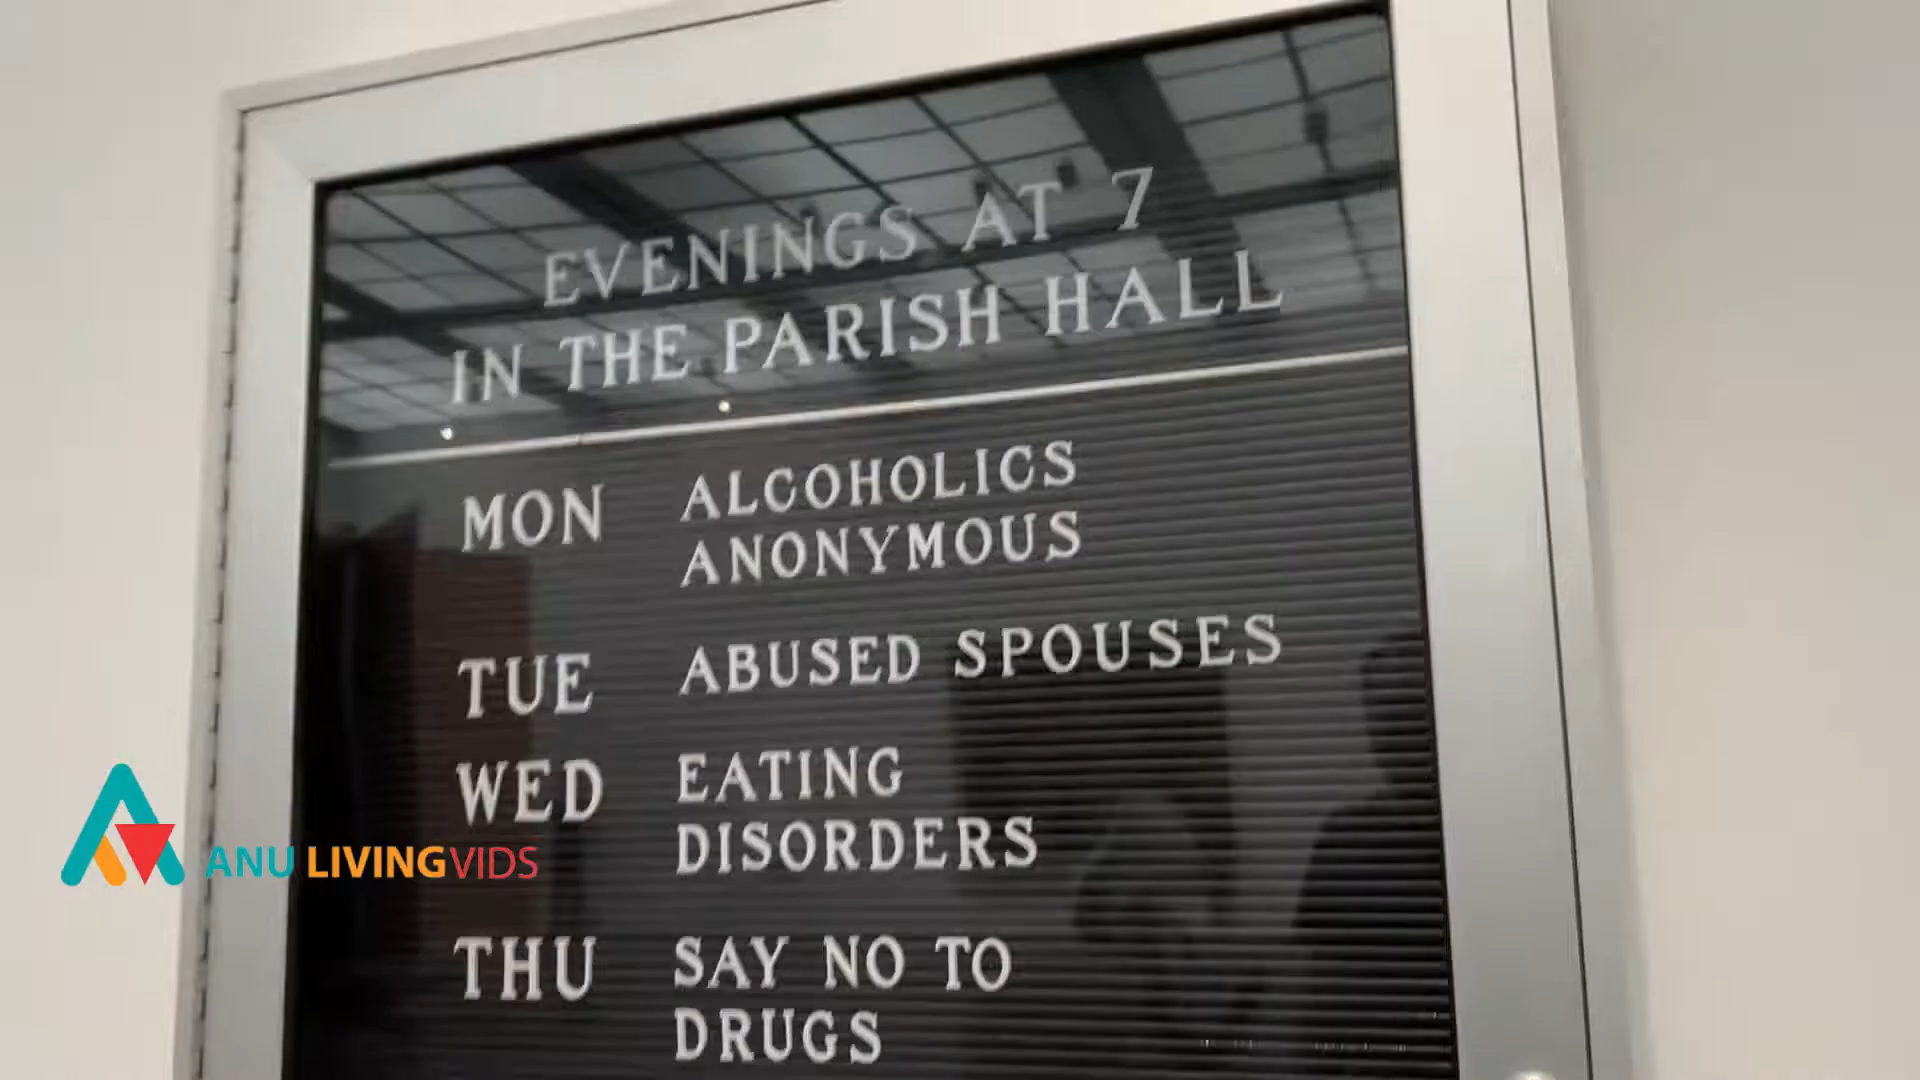 EVENINGS AT 7
IN THE PARISH HALL
MON ALCOHOLICS
ANONYMOUS
TUE ABUSED SPOUSES
WED EATING
DISORDERS
ANU LIVINGVIDS
THU SAY NO TO
DRUGS